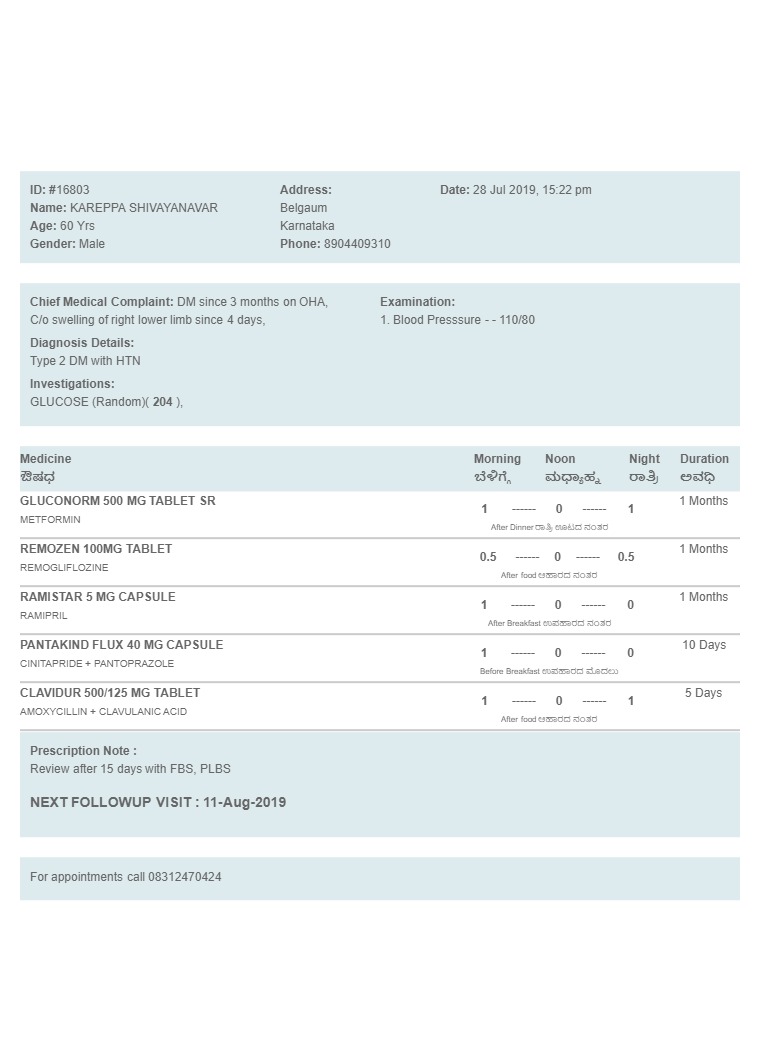 ID: #16803
Name: KAREPPA SHIVAYANAVAR
Age: 60 Yrs
Gender: Male
Address:
Belgaum
Karnataka
Phone: 8904409310
Date: 28 Jul 2019, 15:22 pm
Chief Medical Complaint: DM since 3 months on OHA,
C/o swelling of right lower limb since 4 days,
Diagnosis Details:
Type 2 DM with HTN
Investigations:
GLUCOSE (Random)( 204 ),
Examination:
1. Blood Presssure - - 110/80
Medicine Morning Noon Night Duration
ಔಷಧ ಬೆಳಿಗ್ಗೆ ಮಧ್ಯಾಹ್ನ ರಾತ್ರಿ ಅವಧಿ
GLUCONORM 500 MG TABLET SR 1 ------ 0 ------ 1 1 Months
METFORMIN After Dinner ರಾತ್ರಿ ಊಟದ ನಂತರ
REMOZEN 100MG TABLET 0.5 ------ 0 ------ 0.5 1 Months
REMOGLIFLOZINE After food ಆಹಾರದ ನಂತರ
RAMISTAR 5 MG CAPSULE 1 ------ 0 ------ 0 1 Months
RAMIPRIL After Breakfast ಉಪಹಾರದ ನಂತರ
PANTAKIND FLUX 40 MG CAPSULE 1 ------ 0 ------ 0 10 Days
CINITAPRIDE + PANTOPRAZOLE Before Breakfast ಉಪಹಾರದ ಮೊದಲು
CLAVIDUR 500/125 MG TABLET 1 ------ 0 ------ 1 5 Days
AMOXYCILLIN + CLAVULANIC ACID After food ಆಹಾರದ ನಂತರ
Prescription Note :
Review after 15 days with FBS, PLBS
NEXT FOLLOWUP VISIT : 11-Aug-2019
For appointments call 08312470424